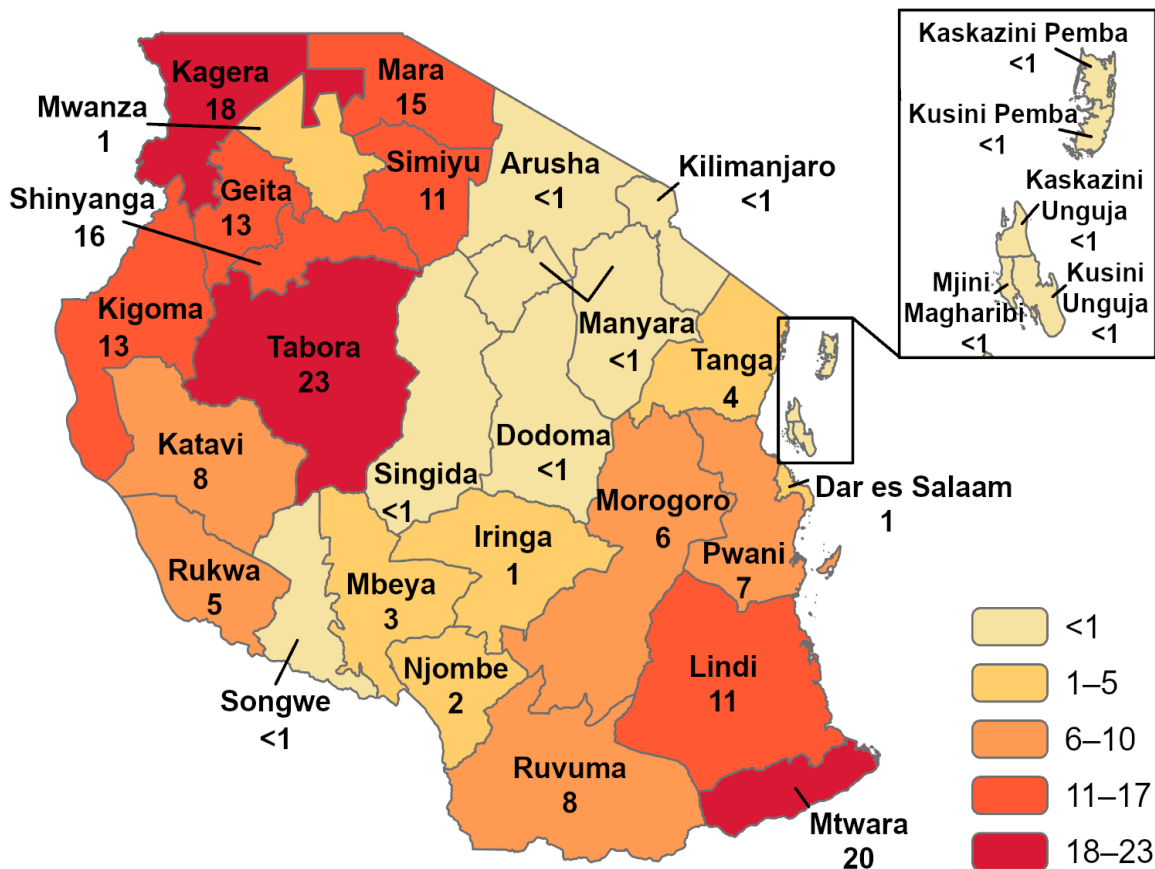 Kagera
18
Mara
15
Mwanza
1
Simiyu
11
Geita
13
Shinyanga
16
Arusha
<1
Kilimanjaro
<1
Kigoma
13
Tabora
23
Manyara
<1
Tanga
4
Katavi
8
Singida
<1
Dodoma
<1
Morogoro
6
Dar es Salaam
1
Pwani
7
Rukwa
5
Mbeya
3
Iringa
1
Songwe
<1
Njombe
2
Lindi
11
Ruvuma
8
Mtwara
20
Kaskazini Pemba
<1
Kusini Pemba
<1
Kaskazini
Unguja
<1
Mjini
Magharibi
<1
Kusini
Unguja
<1
<1
1–5
6–10
11–17
18–23